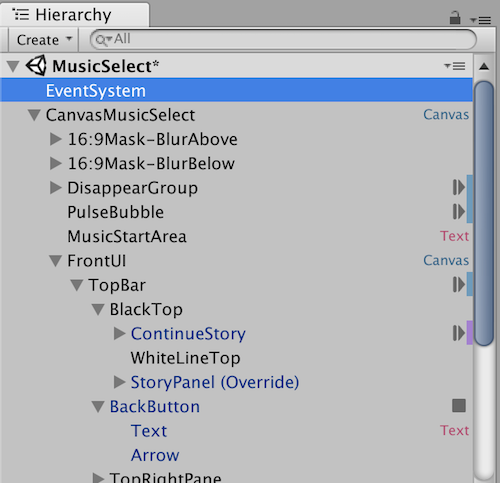 Hierarchy
Create All
MusicSelect*
EventSystem
CanvasMusicSelect Canvas
16:9Mask-BlurAbove
16:9Mask-BlurBelow
DisappearGroup
PulseBubble
MusicStartArea Text
FrontUI Canvas
TopBar
BlackTop
ContinueStory
WhiteLineTop
StoryPanel (Override)
BackButton
Text Text
Arrow
TopRightPane